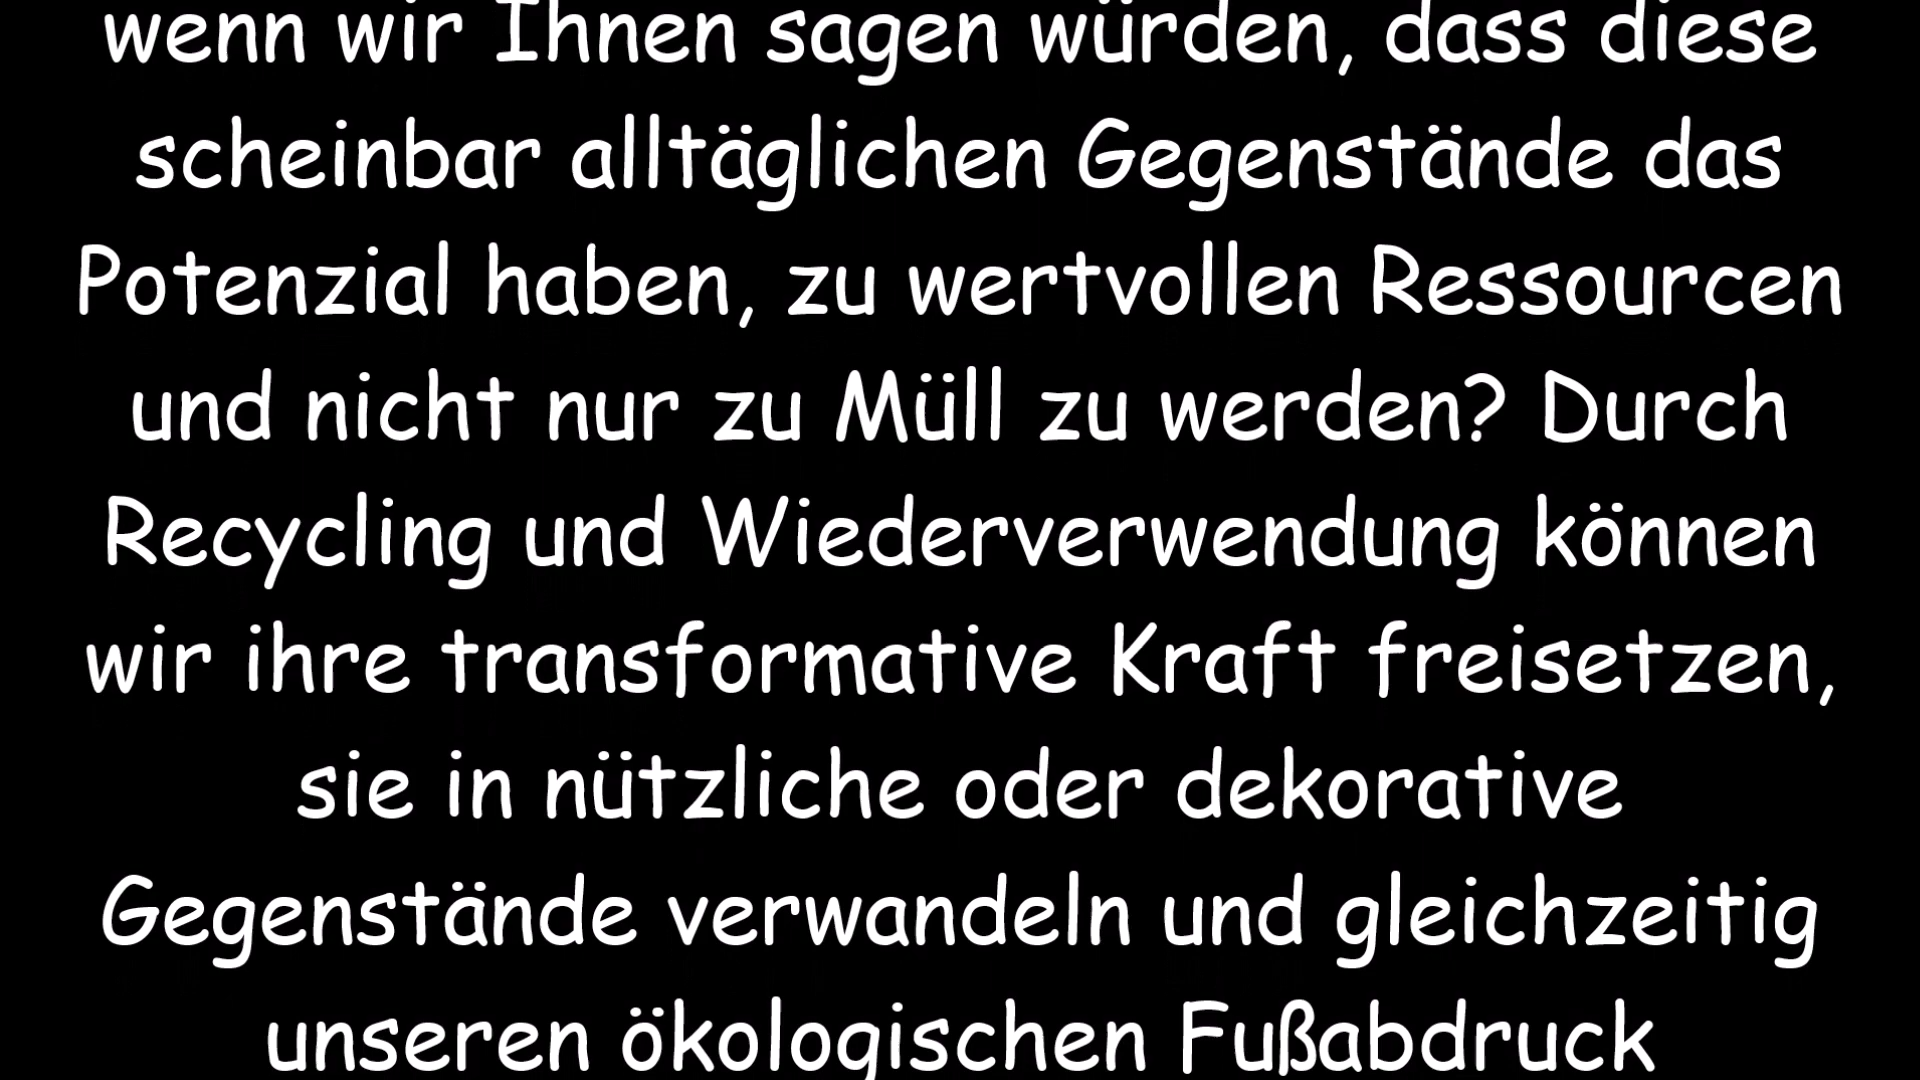 wenn wir Ihnen sagen würden, dass diese
scheinbar alltäglichen Gegenstände das
Potenzial haben, zu wertvollen Ressourcen
und nicht nur zu Müll zu werden? Durch
Recycling und Wiederverwendung können
wir ihre transformative Kraft freisetzen,
sie in nützliche oder dekorative
Gegenstände verwandeln und gleichzeitig
unseren ökologischen Fußabdruck